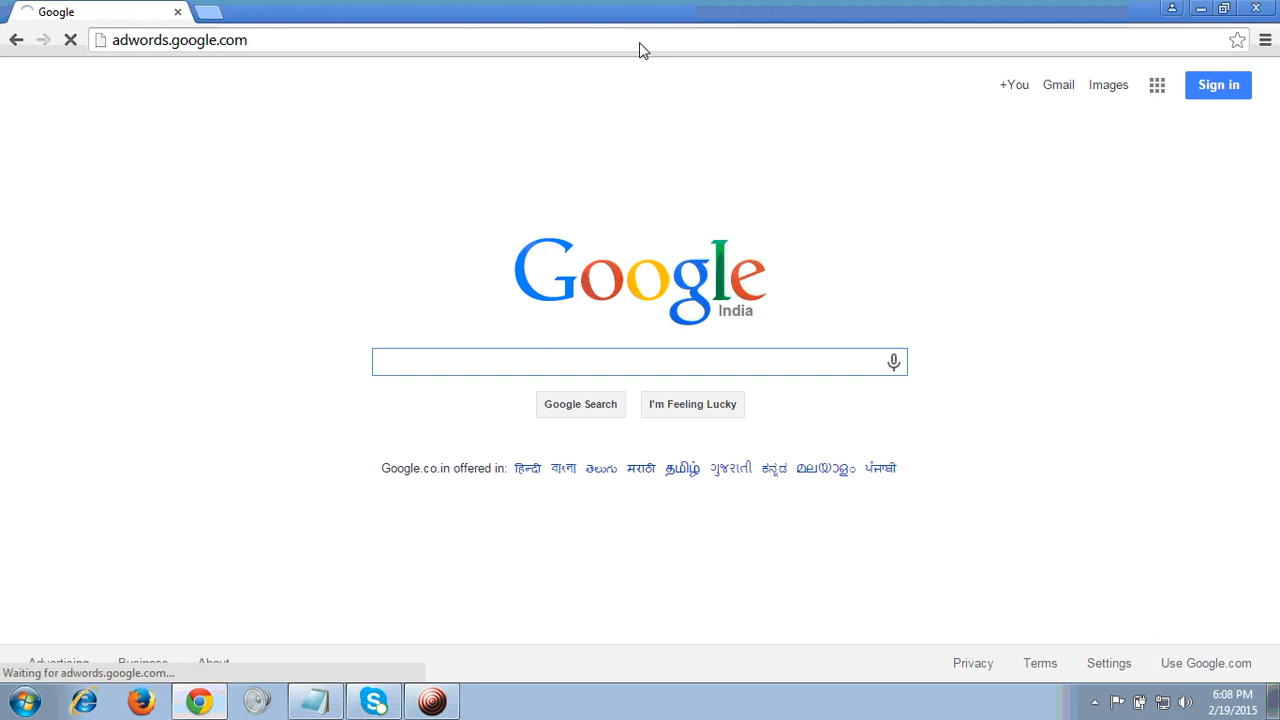 Google
adwords.google.com
+You Gmail Images Sign in
Google
India
Google Search I'm Feeling Lucky
Google.co.in offered in: हिन्दी বাংলা తెలుగు मराठी தமிழ் ગુજરાતી ಕನ್ನಡ മലയാളം ਪੰਜਾਬੀ
Advertising Business About Privacy Terms Settings Use Google.com
Waiting for adwords.google.com...
6:08 PM
2/19/2015